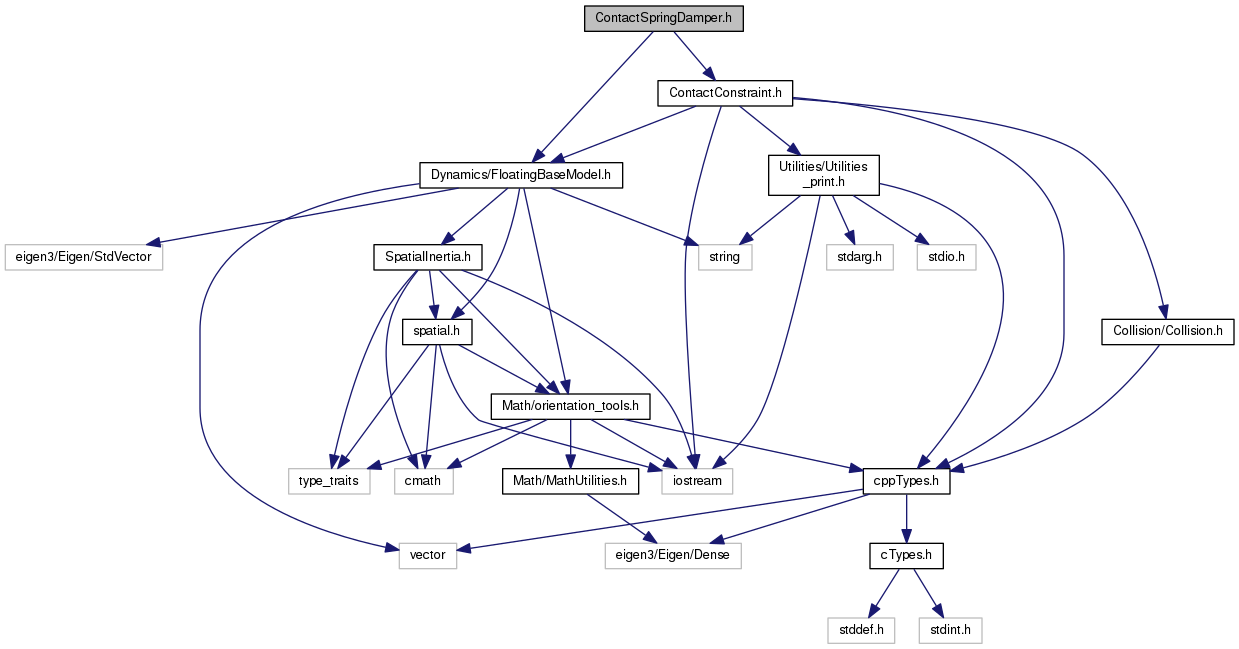 ContactSpringDamper.h
ContactConstraint.h
Dynamics/FloatingBaseModel.h
Utilities/Utilities
_print.h
eigen3/Eigen/StdVector
SpatialInertia.h
string
stdarg.h
stdio.h
spatial.h
Collision/Collision.h
Math/orientation_tools.h
type_traits
cmath
Math/MathUtilities.h
iostream
cppTypes.h
vector
eigen3/Eigen/Dense
cTypes.h
stddef.h
stdint.h